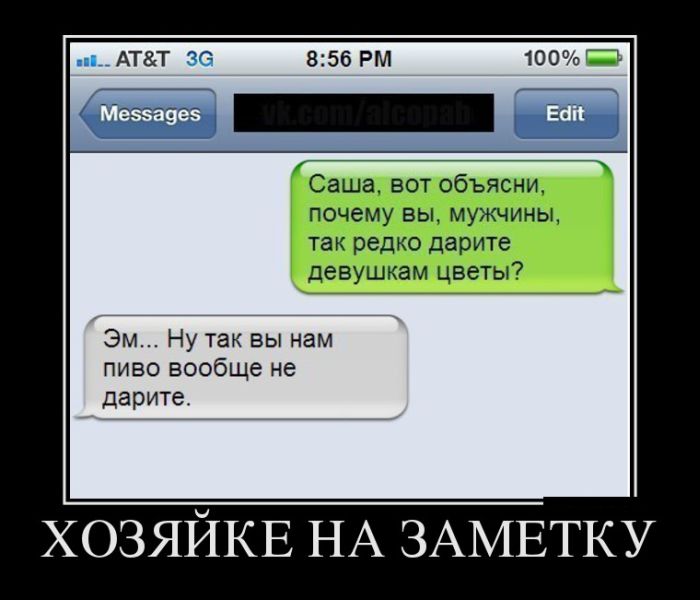 AT&T 3G 8:56 PM 100%
Messages vk.com/alcopab Edit
Саша, вот объясни,
почему вы, мужчины,
так редко дарите
девушкам цветы?
Эм... Ну так вы нам
пиво вообще не
дарите.
ХОЗЯЙКЕ НА ЗАМЕТКУ